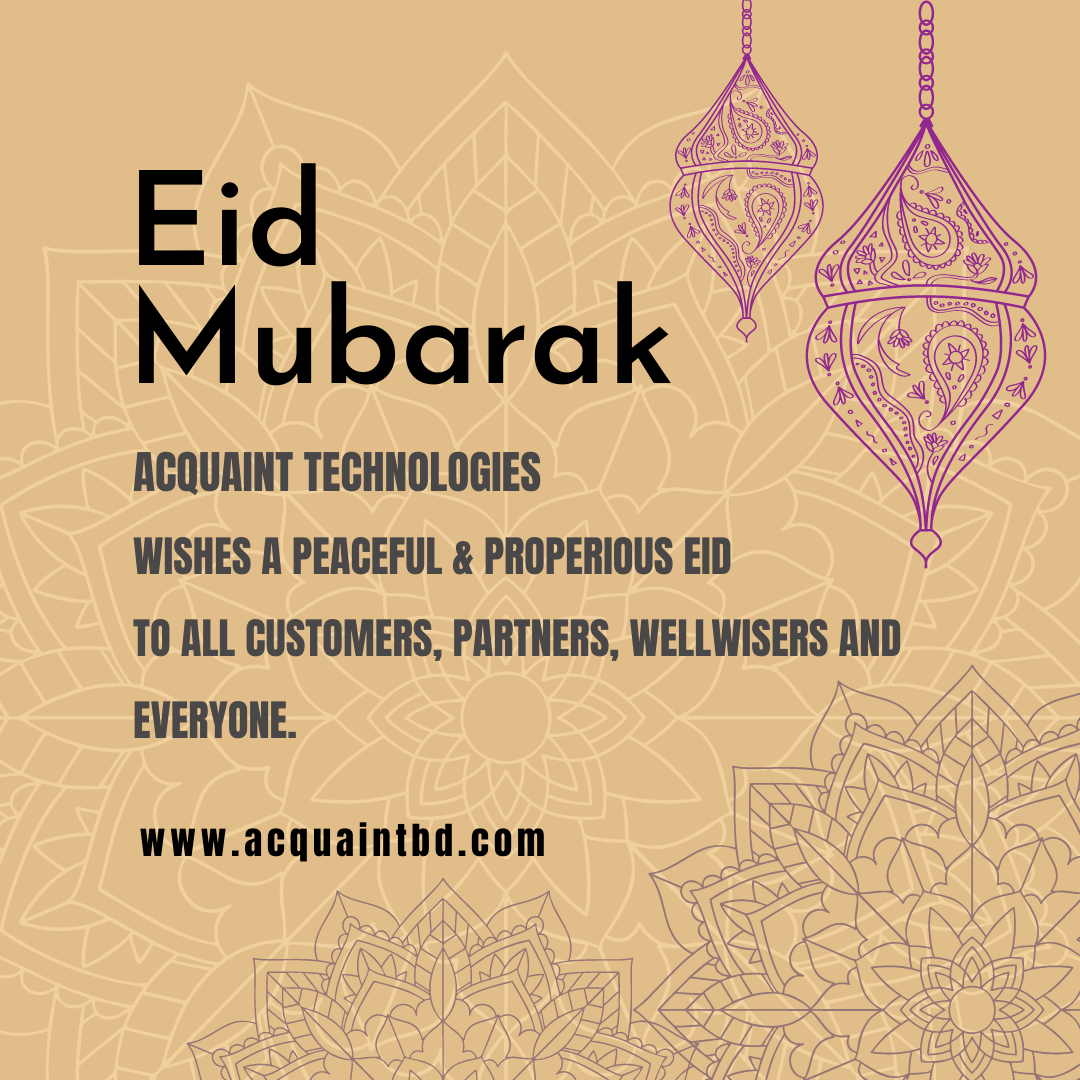 Eid
Mubarak
ACQUAINT TECHNOLOGIES
WISHES A PEACEFUL & PROPERIOUS EID
TO ALL CUSTOMERS, PARTNERS, WELLWISERS AND
EVERYONE.
www.acquaintbd.com